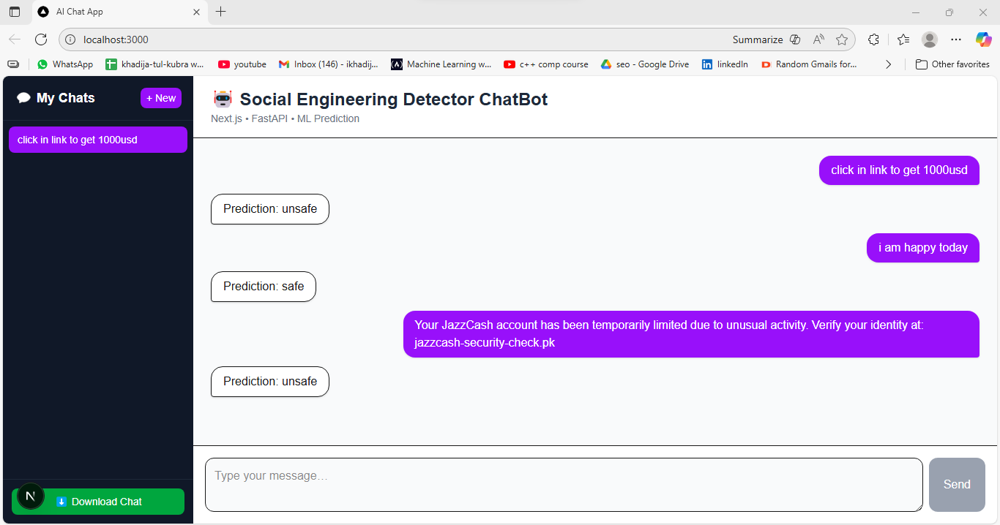 AI Chat App
localhost:3000
Summarize
WhatsApp
khadija-tul-kubra w...
youtube
Inbox (146) - ikhadij...
Machine Learning w...
c++ comp course
seo - Google Drive
linkedIn
Random Gmails for...
Other favorites
My Chats
+ New
click in link to get 1000usd
Download Chat
N
Social Engineering Detector ChatBot
Next.js • FastAPI • ML Prediction
click in link to get 1000usd
Prediction: unsafe
i am happy today
Prediction: safe
Your JazzCash account has been temporarily limited due to unusual activity. Verify your identity at:
jazzcash-security-check.pk
Prediction: unsafe
Type your message...
Send